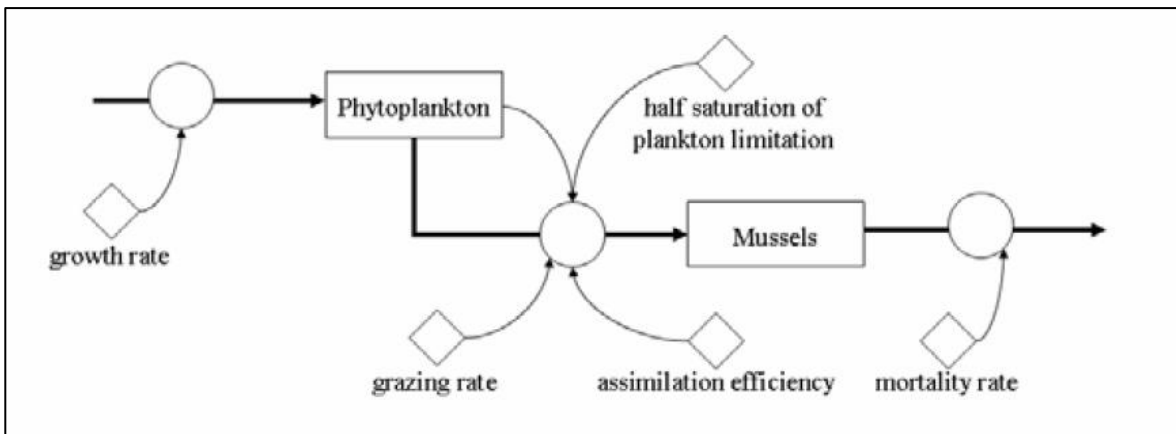 Phytoplankton
half saturation of
plankton limitation
growth rate
Mussels
grazing rate
assimilation efficiency
mortality rate